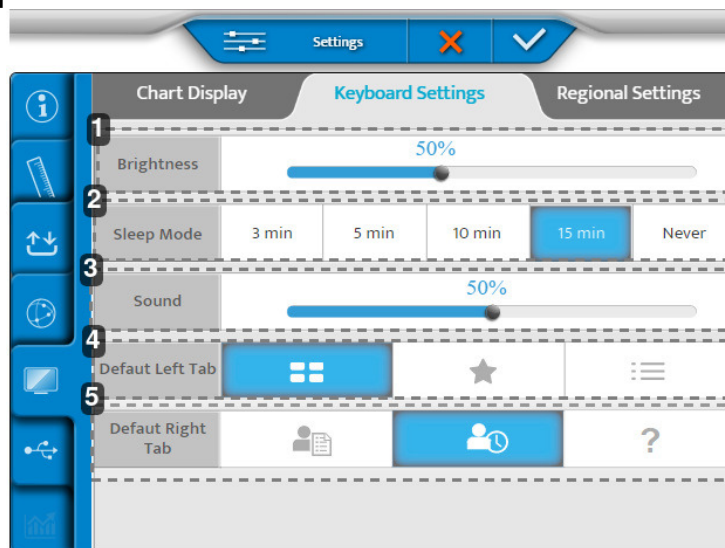 Settings
Chart Display Keyboard Settings Regional Settings
1
50%
Brightness
2
Sleep Mode 3 min 5 min 10 min 15 min Never
3
50%
Sound
4
Defaut Left Tab
5
Defaut Right
Tab
?